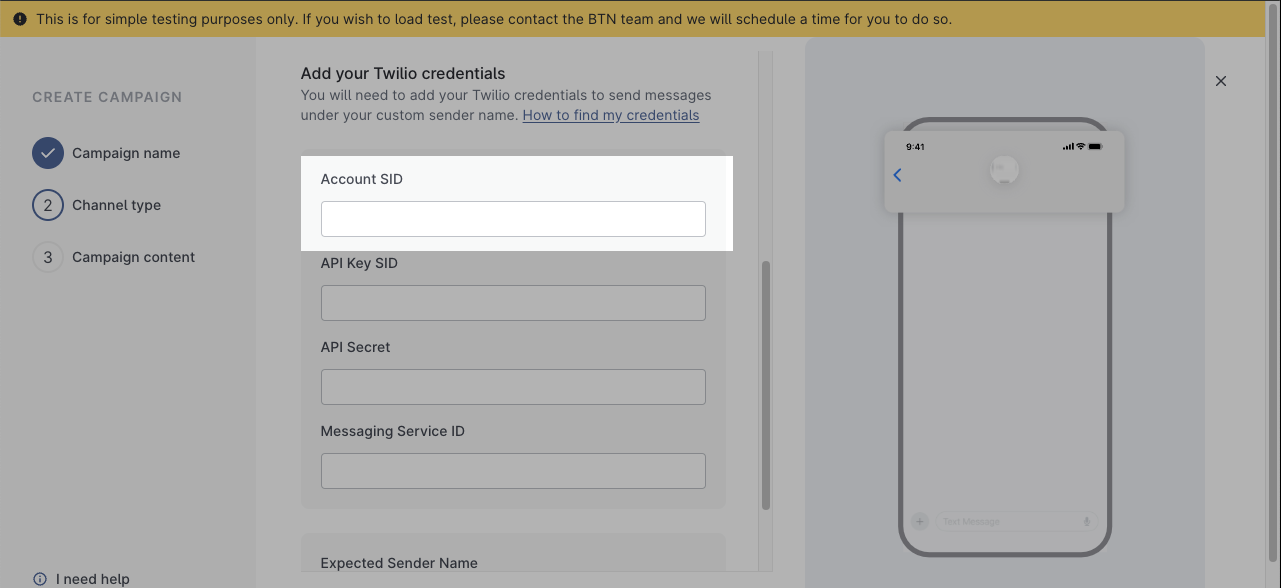 This is for simple testing purposes only. If you wish to load test, please contact the BTN team and we will schedule a time for you to do so.
CREATE CAMPAIGN
Campaign name
2 Channel type
3 Campaign content
I need help
Add your Twilio credentials
You will need to add your Twilio credentials to send messages
under your custom sender name. How to find my credentials
Account SID
API Key SID
API Secret
Messaging Service ID
Expected Sender Name
9:41
Text Message